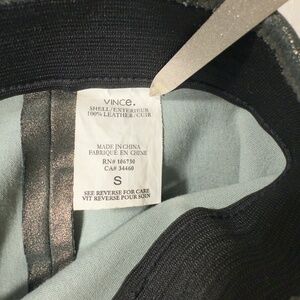 VINCE.
SHELL/EXTERIEUR
100% LEATHER/CUIR
MADE IN CHINA
FABRIQUÉ EN CHINE
RN# 106730
CA# 34460
S
SEE REVERSE FOR CARE
VIT REVERSE POUR SOIN